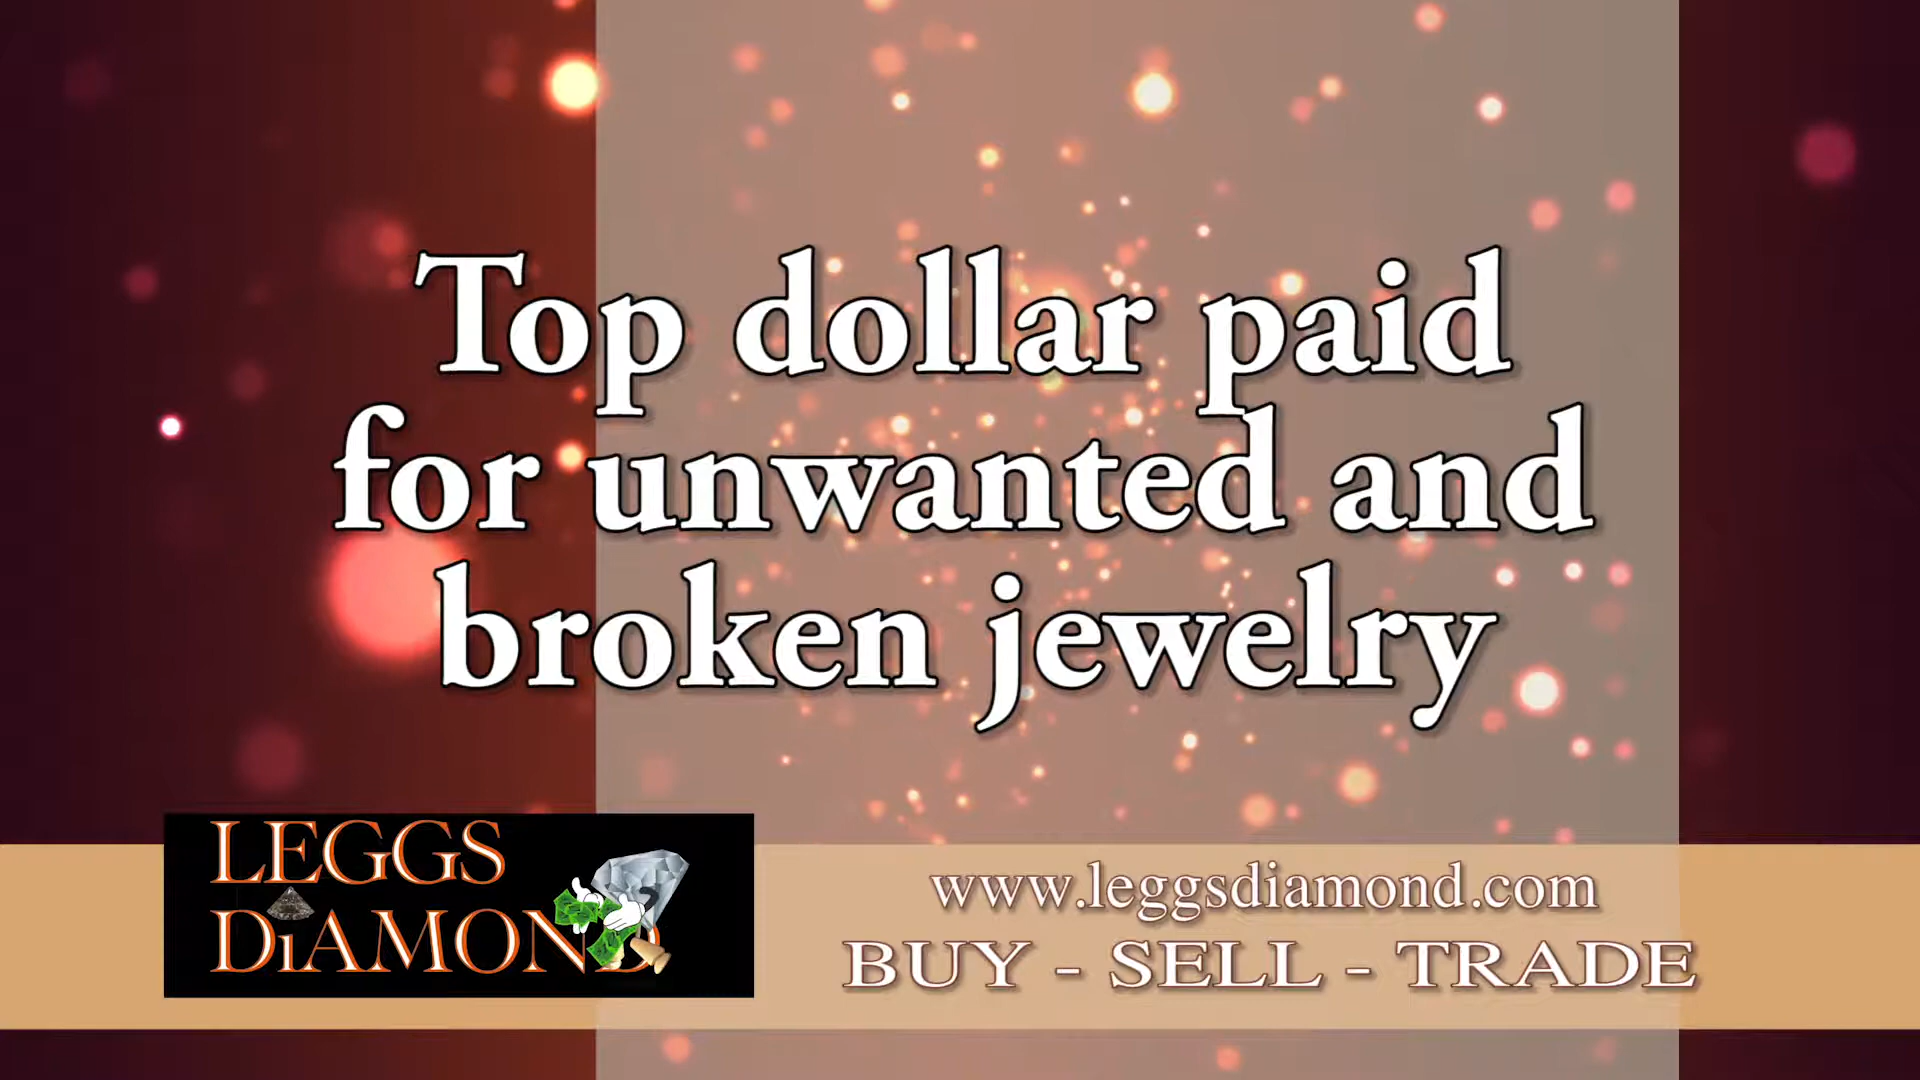 Top dollar paid
for unwanted and
broken jewelry
LEGGS
DiAMOND
www.leggsdiamond.com
BUY - SELL - TRADE